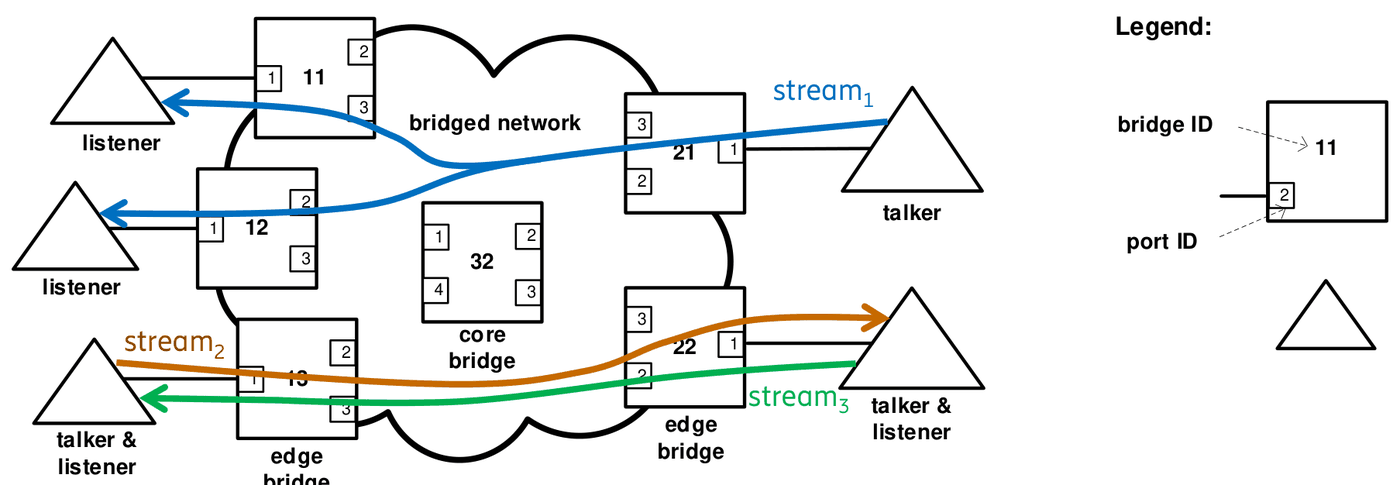 Legend:
2
11
1
3
listener
bridged network
stream1
3
21
1
2
talker
bridge ID
11
2
port ID
2
12
1
3
listener
1
2
32
4
3
core
bridge
stream2
2
13
1
3
edge
bridge
3
22
1
2
stream3
edge
bridge
talker &
listener
talker &
listener